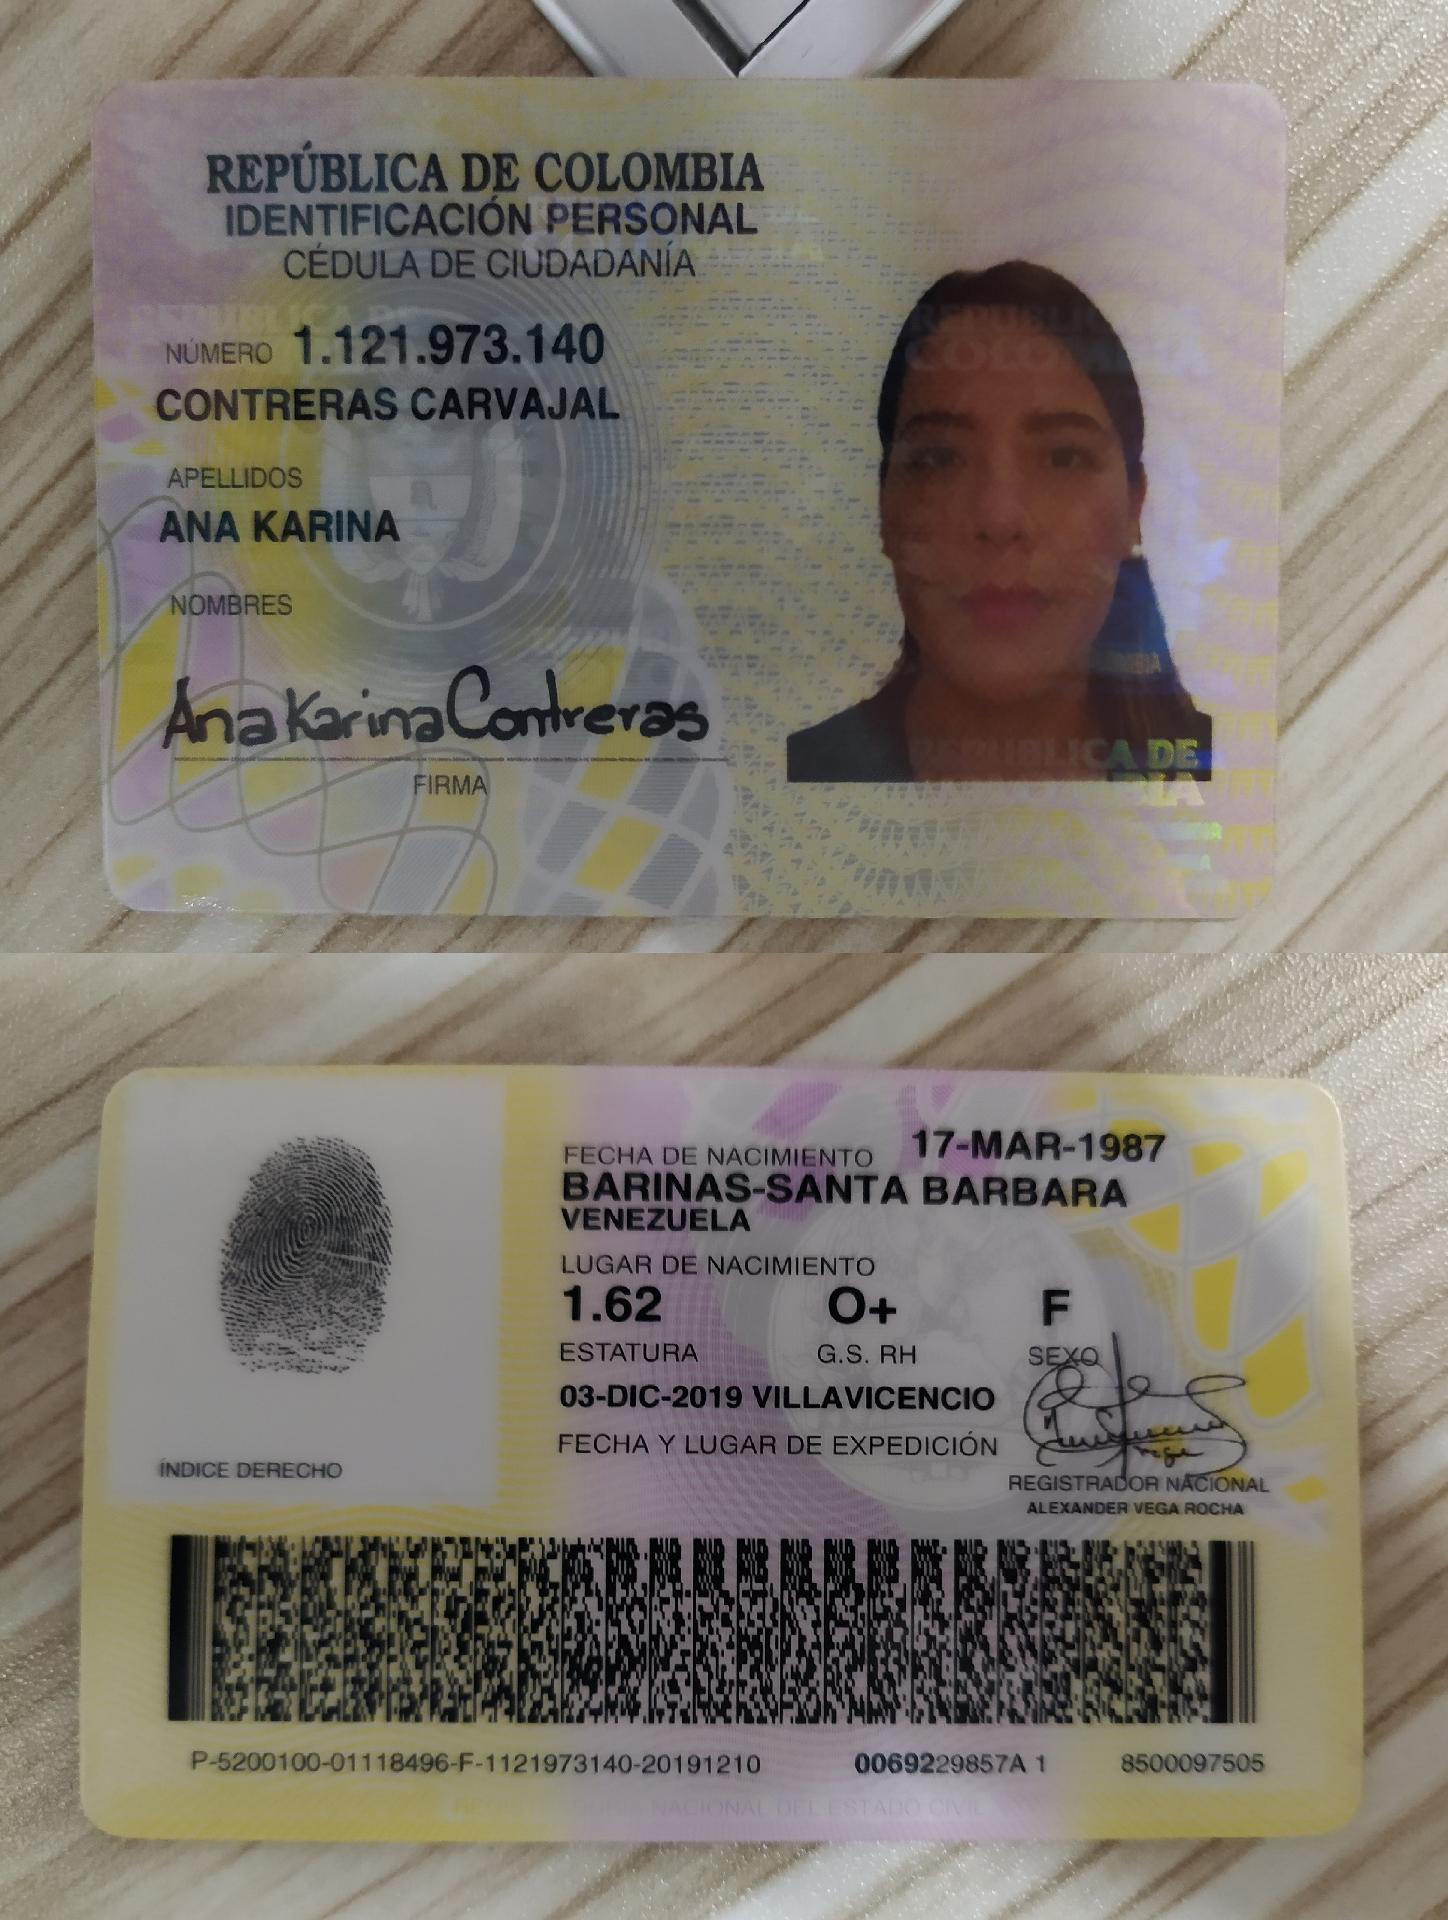 REPÚBLICA DE COLOMBIA
IDENTIFICACIÓN PERSONAL
CÉDULA DE CIUDADANÍA
NÚMERO 1.121.973.140
CONTRERAS CARVAJAL
APELLIDOS
ANA KARINA
NOMBRES
Ana Karina Contreras
FIRMA
REPUBLICA DE
FECHA DE NACIMIENTO 17-MAR-1987
BARINAS-SANTA BARBARA
VENEZUELA
LUGAR DE NACIMIENTO
1.62 O+ F
ESTATURA G.S. RH SEXO
03-DIC-2019 VILLAVICENCIO
FECHA Y LUGAR DE EXPEDICIÓN
ÍNDICE DERECHO
REGISTRADOR NACIONAL
ALEXANDER VEGA ROCHA
P-5200100-01118496-F-1121973140-20191210 0069229857A 1 8500097505
REGISTRADURÍA NACIONAL DEL ESTADO CIVIL